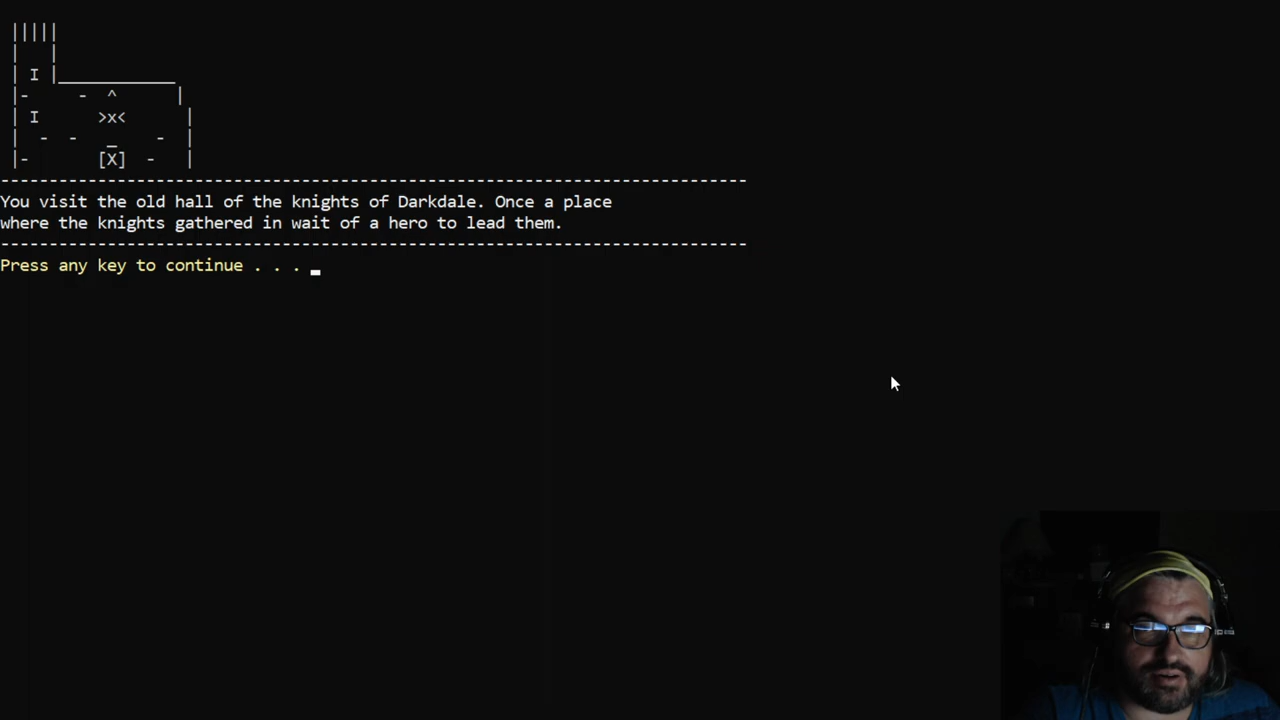 You visit the old hall of the knights of Darkdale. Once a place
where the knights gathered in wait of a hero to lead them.
Press any key to continue . . .